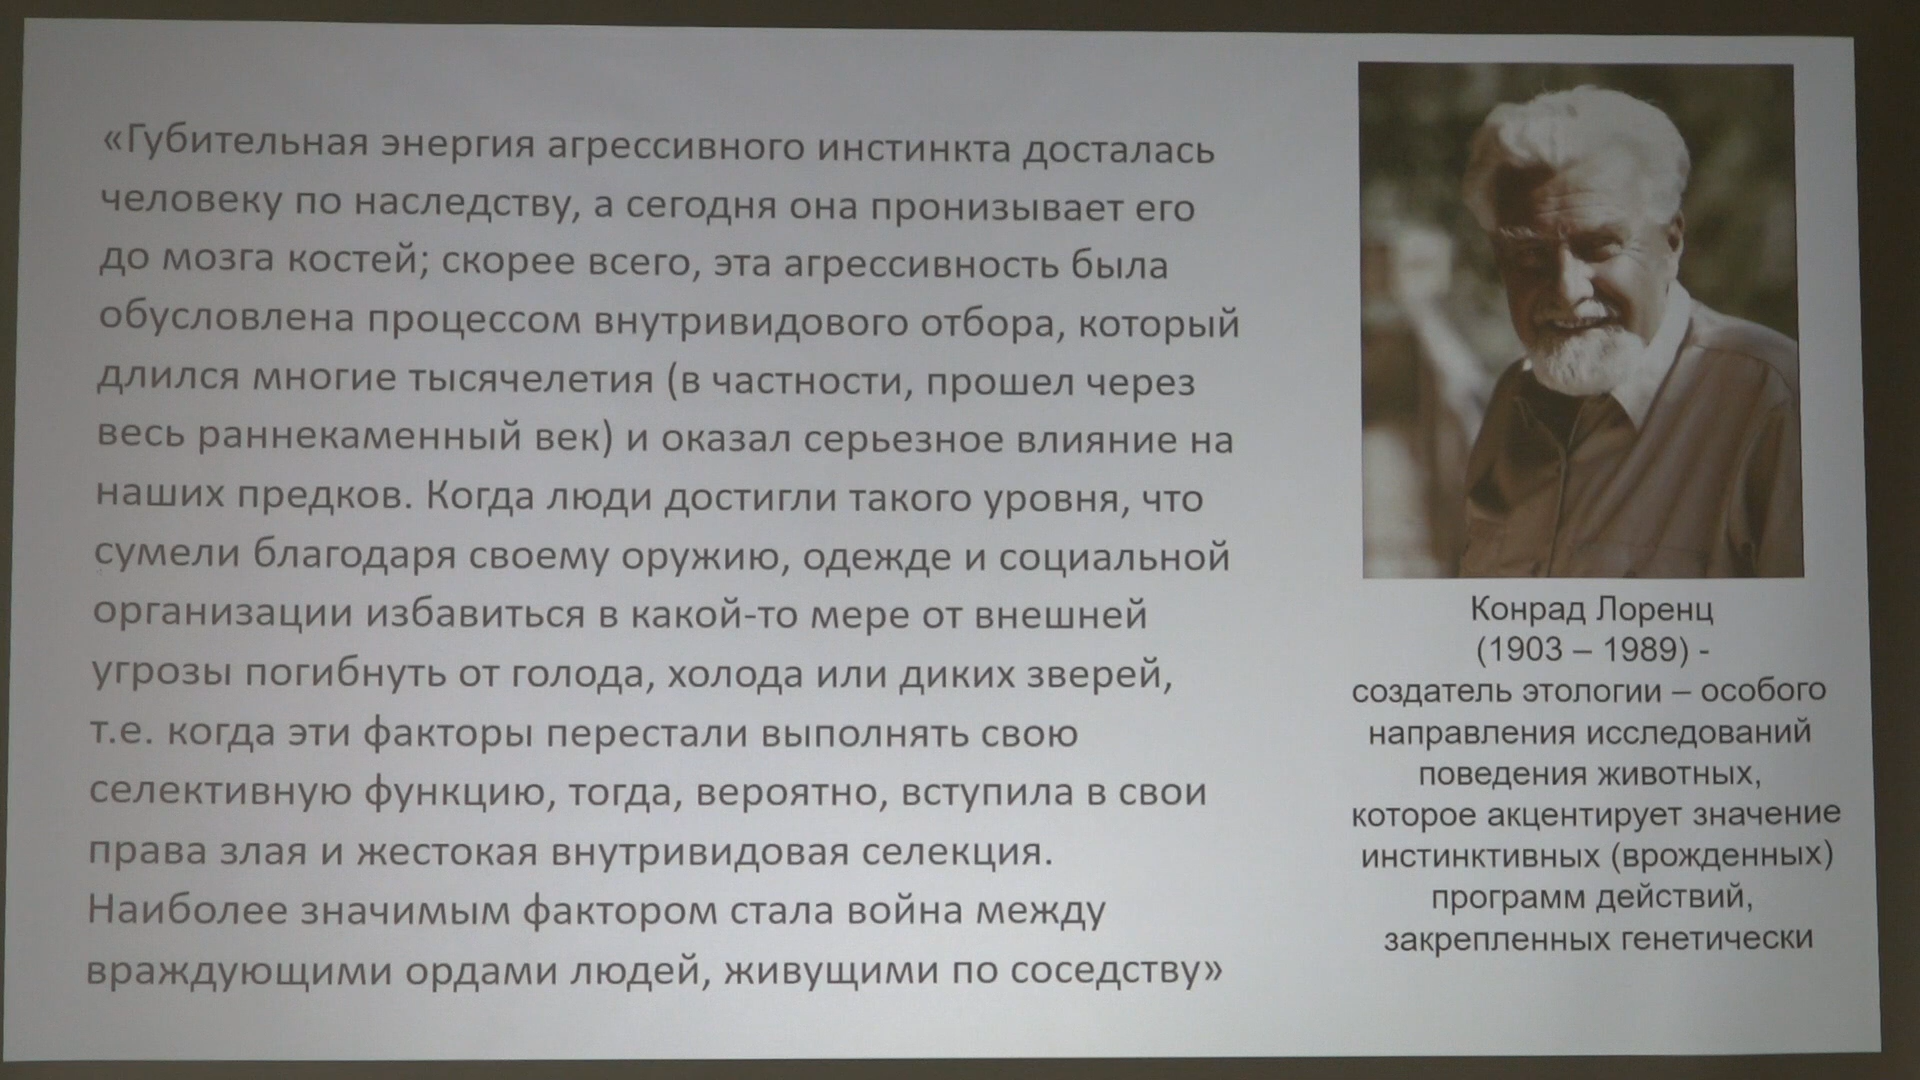 «Губительная энергия агрессивного инстинкта досталась
человеку по наследству, а сегодня она пронизывает его
до мозга костей; скорее всего, эта агрессивность была
обусловлена процессом внутривидового отбора, который
длился многие тысячелетия (в частности, прошел через
весь раннекаменный век) и оказал серьезное влияние на
наших предков. Когда люди достигли такого уровня, что
сумели благодаря своему оружию, одежде и социальной
организации избавиться в какой-то мере от внешней
угрозы погибнуть от голода, холода или диких зверей,
т.е. когда эти факторы перестали выполнять свою
селективную функцию, тогда, вероятно, вступила в свои
права злая и жестокая внутривидовая селекция.
Наиболее значимым фактором стала война между
враждующими ордами людей, живущими по соседству»
Конрад Лоренц
(1903 – 1989) -
создатель этологии – особого
направления исследований
поведения животных,
которое акцентирует значение
инстинктивных (врожденных)
программ действий,
закрепленных генетически